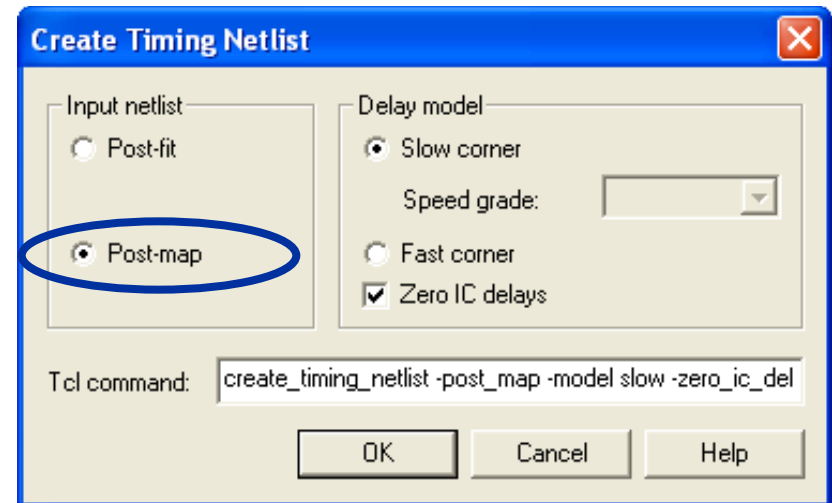 Create Timing Netlist
Input netlist
Post-fit
Post-map
Delay model
Slow corner
Speed grade:
Fast corner
Zero IC delays
Tcl command: create_timing_netlist -post_map -model slow -zero_ic_del
OK Cancel Help